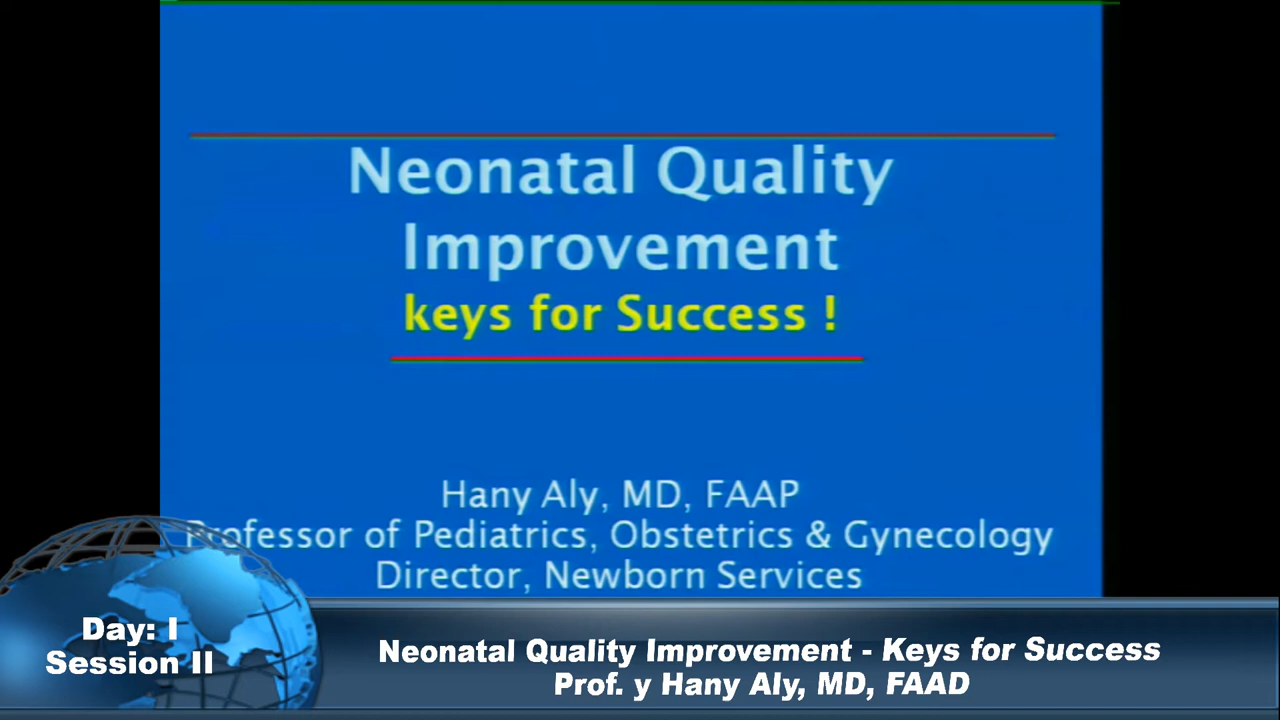 Neonatal Quality
Improvement
keys for Success !
Hany Aly, MD, FAAP
Professor of Pediatrics, Obstetrics & Gynecology
Director, Newborn Services
Day: I
Session II
Neonatal Quality Improvement - Keys for Success
Prof. y Hany Aly, MD, FAAD